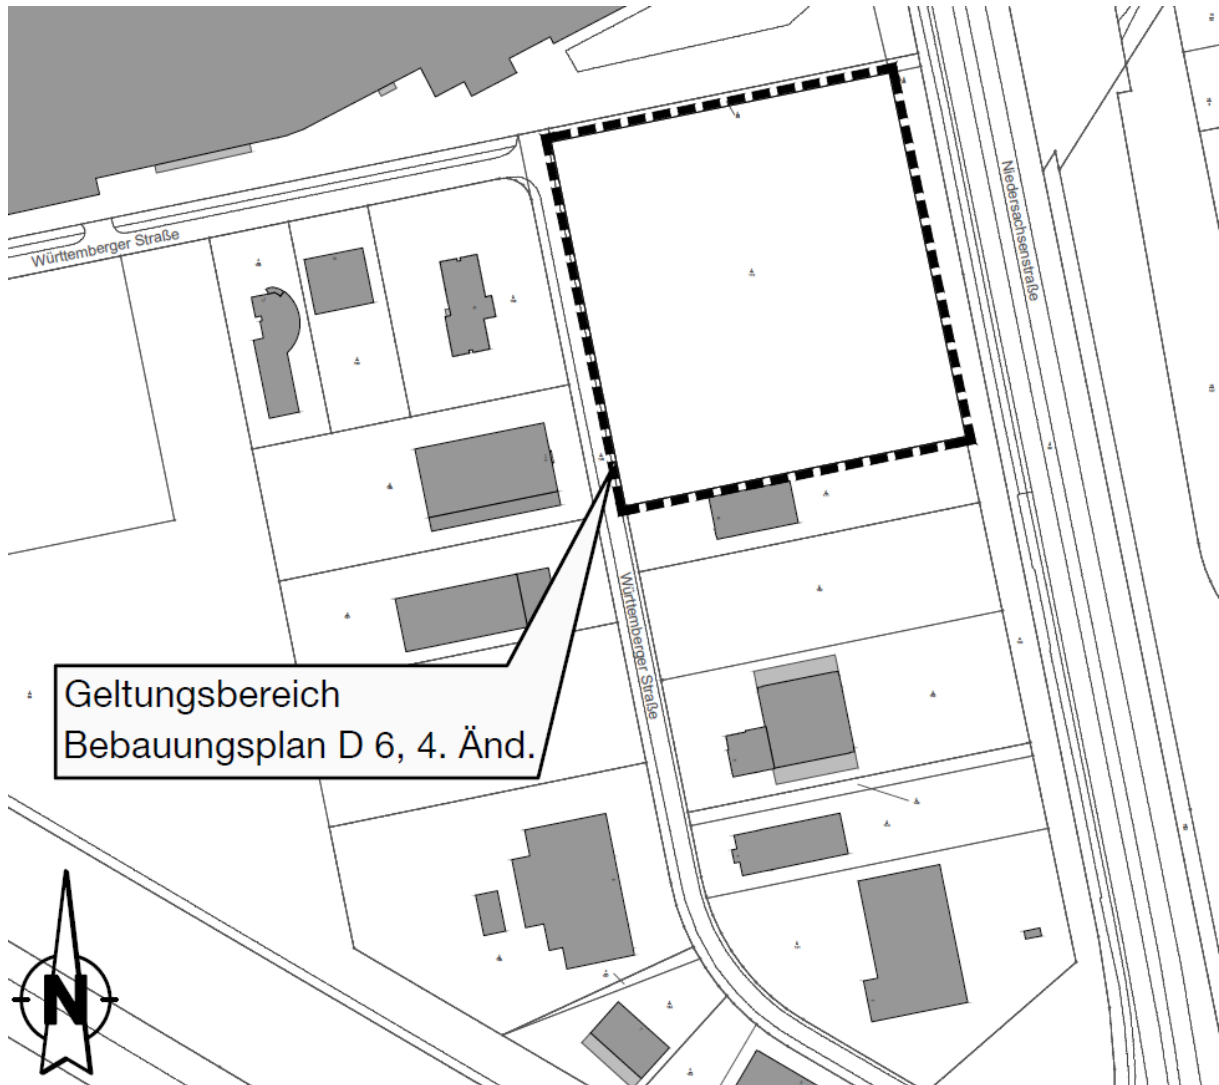 Niedersachsenstraße
Württemberger Straße
Württemberger Straße
Geltungsbereich
Bebauungsplan D 6, 4. Änd.
N